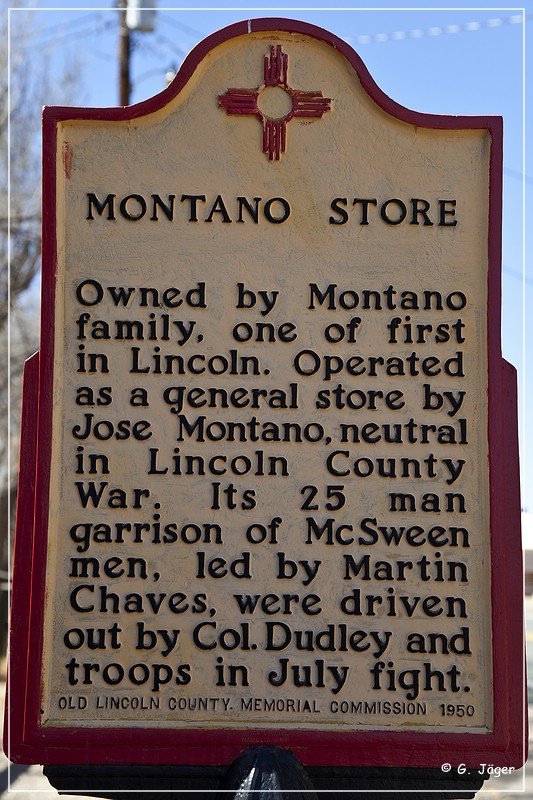 MONTANO STORE
Owned by Montano
family, one of first
in Lincoln. Operated
as a general store by
Jose Montano, neutral
in Lincoln County
War. Its 25 man
garrison of McSween
men, led by Martin
Chaves, were driven
out by Col. Dudley and
troops in July fight.
OLD LINCOLN COUNTY. MEMORIAL COMMISSION 1950
© G. Jäger